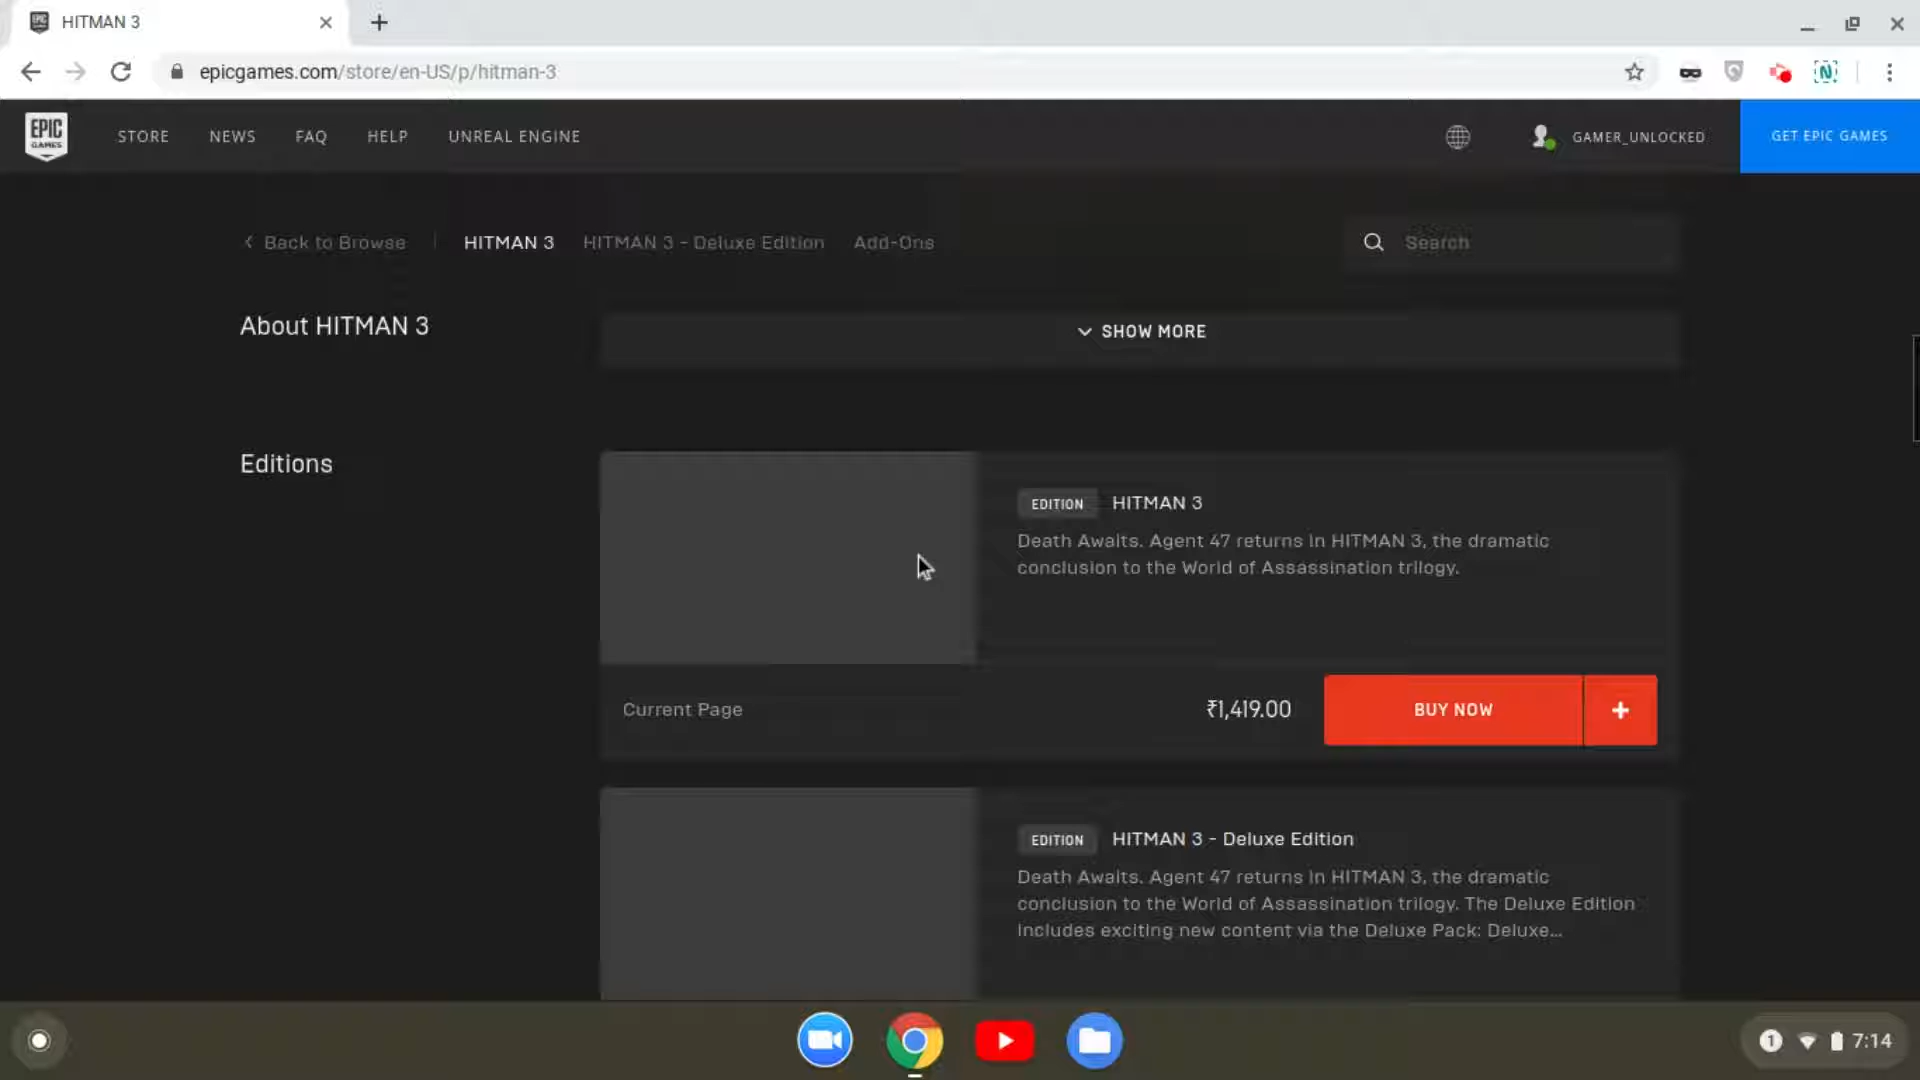 HITMAN 3
epicgames.com/store/en-US/p/hitman-3
EPIC GAMES
STORE
NEWS
FAQ
HELP
UNREAL ENGINE
GAMER_UNLOCKED
GET EPIC GAMES
Back to Browse
HITMAN 3
HITMAN 3 - Deluxe Edition
Add-Ons
Search
About HITMAN 3
SHOW MORE
Editions
EDITION HITMAN 3
Death Awaits. Agent 47 returns in HITMAN 3, the dramatic
conclusion to the World of Assassination trilogy.
Current Page
₹1,419.00
BUY NOW
EDITION HITMAN 3 - Deluxe Edition
Death Awaits. Agent 47 returns in HITMAN 3, the dramatic
conclusion to the World of Assassination trilogy. The Deluxe Edition
includes exciting new content via the Deluxe Pack: Deluxe...
1
7:14